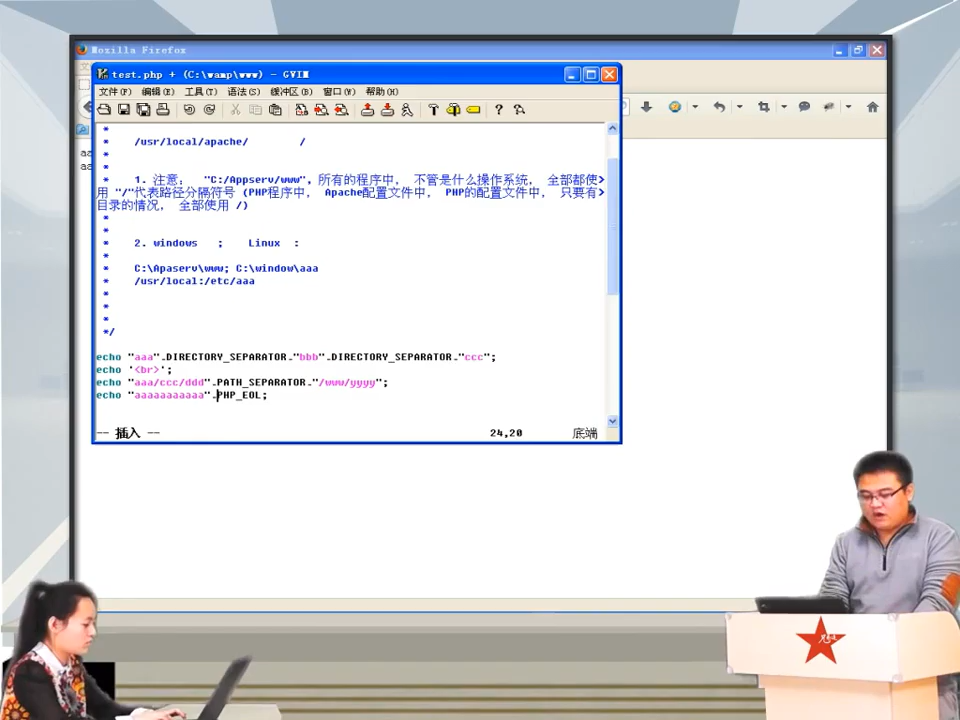 Mozilla Firefox
test.php + (C:\wamp\www) - GVIM
文件(F) 编辑(E) 工具(T) 语法(S) 缓冲区(B) 窗口(W) 帮助(H)
*
* /usr/local/apache/ /
*
*
* 1. 注意: "C:/Appserv/www", 所有的程序中, 不管是什么操作系统, 全部都使>
用 "/"代表路径分隔符号 (PHP程序中, Apache配置文件中, PHP的配置文件中, 只要有>
目录的情况, 全部使用 /)
*
*
* 2. windows ; Linux :
*
* C:\Apaserv\www; C:\window\aaa
* /usr/local:/etc/aaa
*
*
*
*/
echo "aaa".DIRECTORY_SEPARATOR."bbb".DIRECTORY_SEPARATOR."ccc";
echo '<br>';
echo "aaa/ccc/ddd".PATH_SEPARATOR."/www/yyyy";
echo "aaaaaaaaaaa".PHP_EOL;
-- 插入 -- 24,20 底端
aa
aa